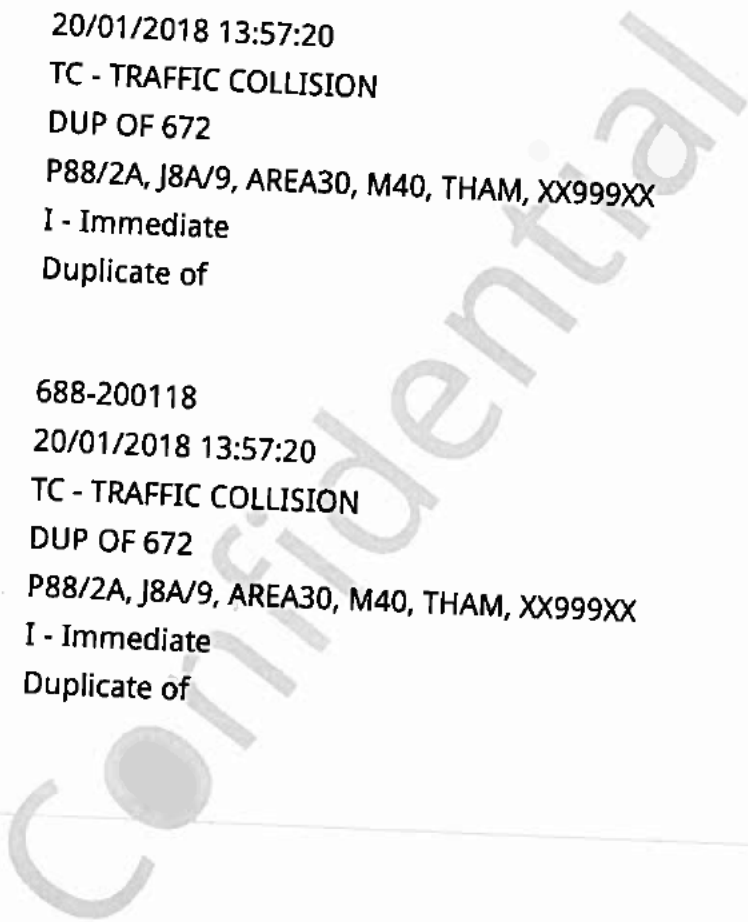 20/01/2018 13:57:20
TC - TRAFFIC COLLISION
DUP OF 672
P88/2A, J8A/9, AREA30, M40, THAM, XX999XX
I - Immediate
Duplicate of
688-200118
20/01/2018 13:57:20
TC - TRAFFIC COLLISION
DUP OF 672
P88/2A, J8A/9, AREA30, M40, THAM, XX999XX
I - Immediate
Duplicate of
Confidential